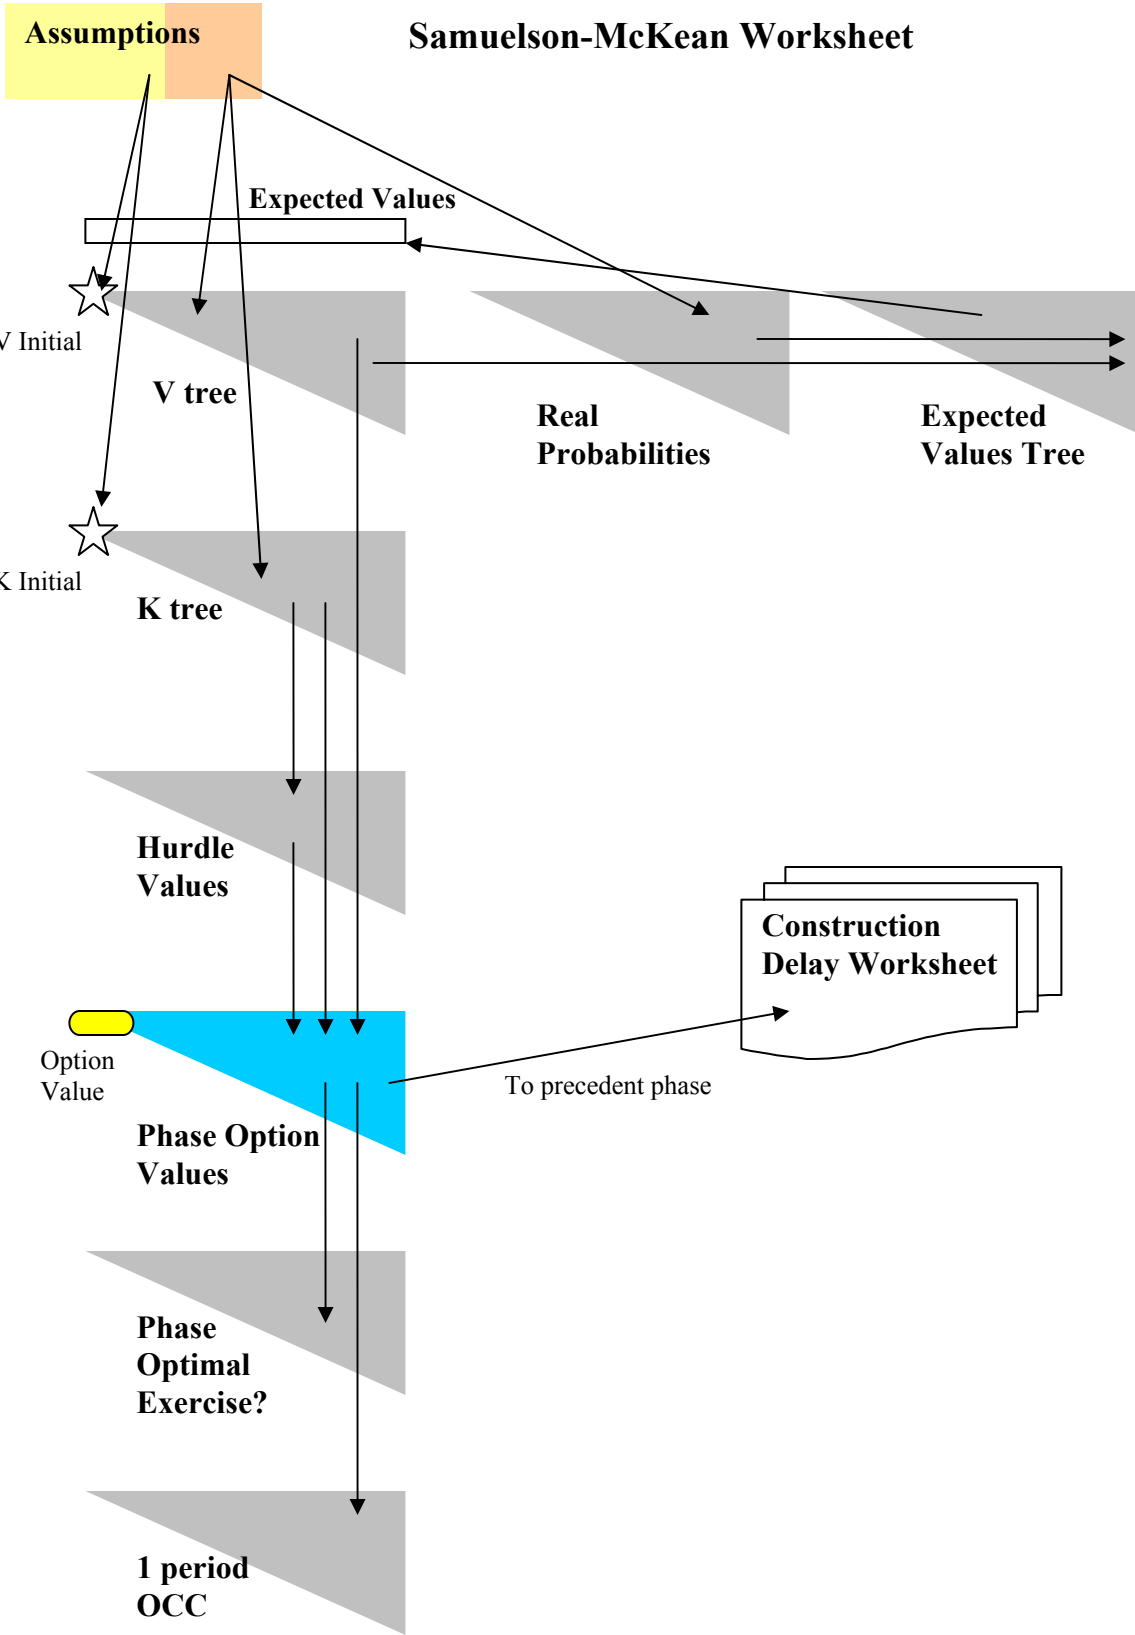 Assumptions
Samuelson-McKean Worksheet
Expected Values
V Initial
V tree
Real
Probabilities
Expected
Values Tree
K Initial
K tree
Hurdle
Values
Construction
Delay Worksheet
Option
Value
To precedent phase
Phase Option
Values
Phase
Optimal
Exercise?
1 period
OCC